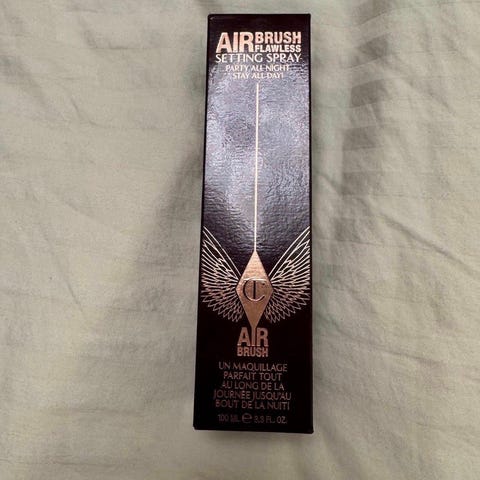 AIRBRUSH
FLAWLESS
SETTING SPRAY
PARTY ALL NIGHT
STAY ALL DAY!
CT
AIR
BRUSH
UN MAQUILLAGE
PARFAIT TOUT
AU LONG DE LA
JOURNÉE JUSQU'AU
BOUT DE LA NUIT!
100 ML ℮ 3.3 FL. OZ.